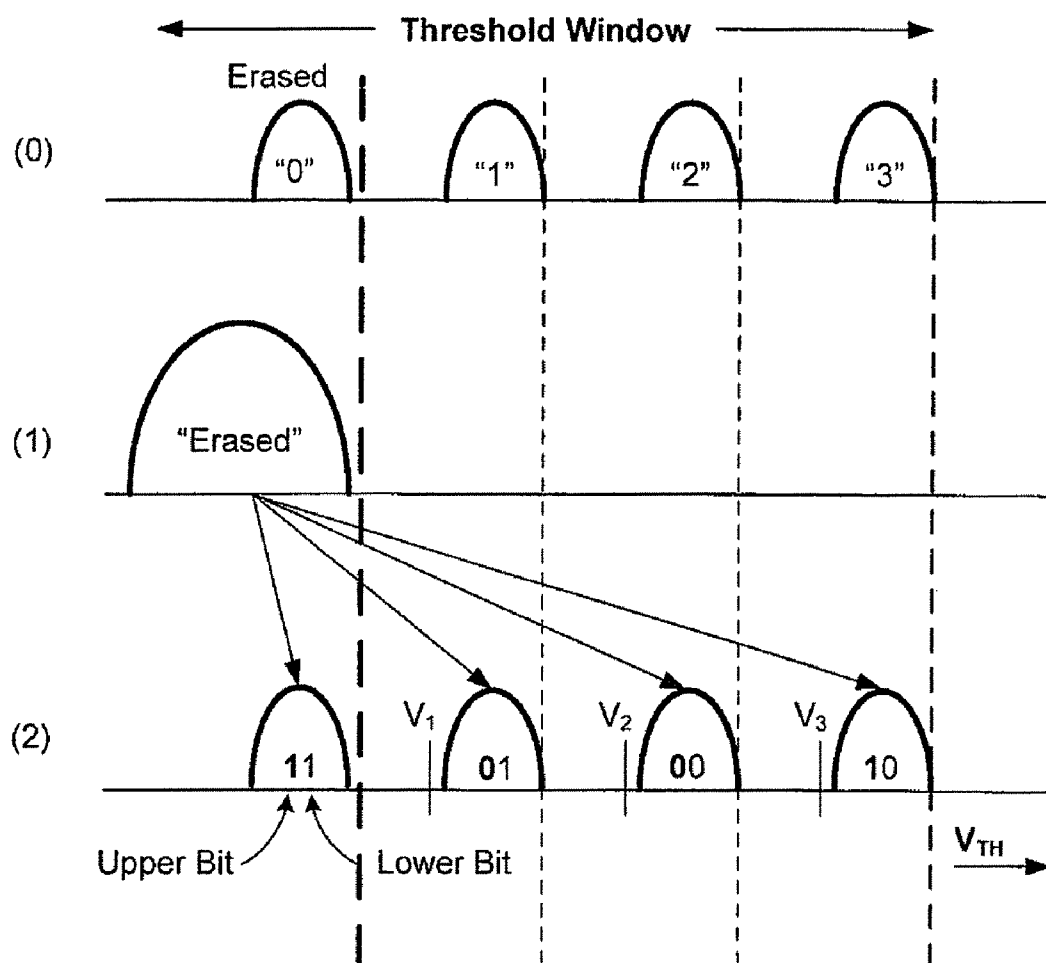 Threshold Window
Erased
(0)
“0” “1” “2” “3”
(1)
“Erased”
(2)
V1 V2 V3
11 01 00 10
Upper Bit Lower Bit
VTH